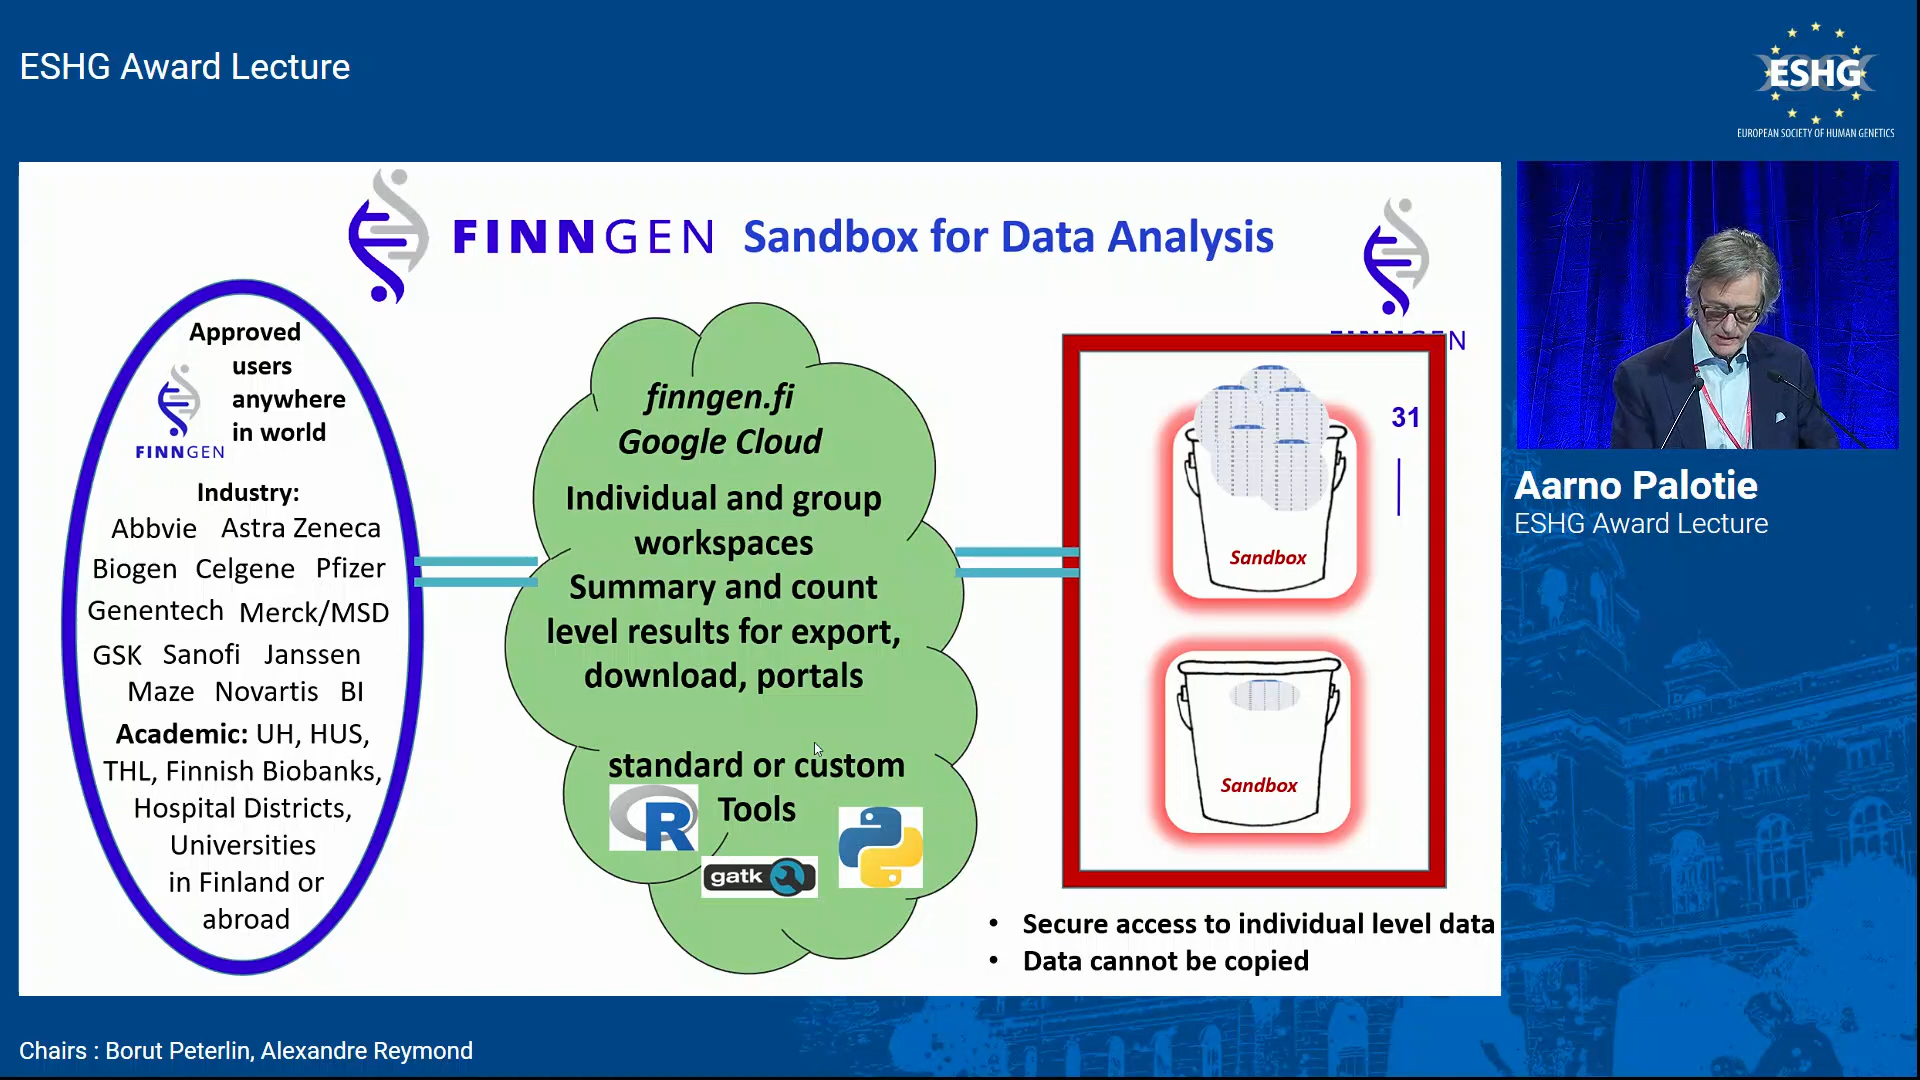 ESHG Award Lecture
ESHG
EUROPEAN SOCIETY OF HUMAN GENETICS
FINNGEN Sandbox for Data Analysis
Approved
users
anywhere
in world
FINNGEN
Industry:
Abbvie Astra Zeneca
Biogen Celgene Pfizer
Genentech Merck/MSD
GSK Sanofi Janssen
Maze Novartis BI
Academic: UH, HUS,
THL, Finnish Biobanks,
Hospital Districts,
Universities
in Finland or
abroad
finngen.fi
Google Cloud
Individual and group
workspaces
Summary and count
level results for export,
download, portals
standard or custom
Tools
R
gatk
31
Sandbox
Sandbox
• Secure access to individual level data
• Data cannot be copied
Aarno Palotie
ESHG Award Lecture
Chairs : Borut Peterlin, Alexandre Reymond